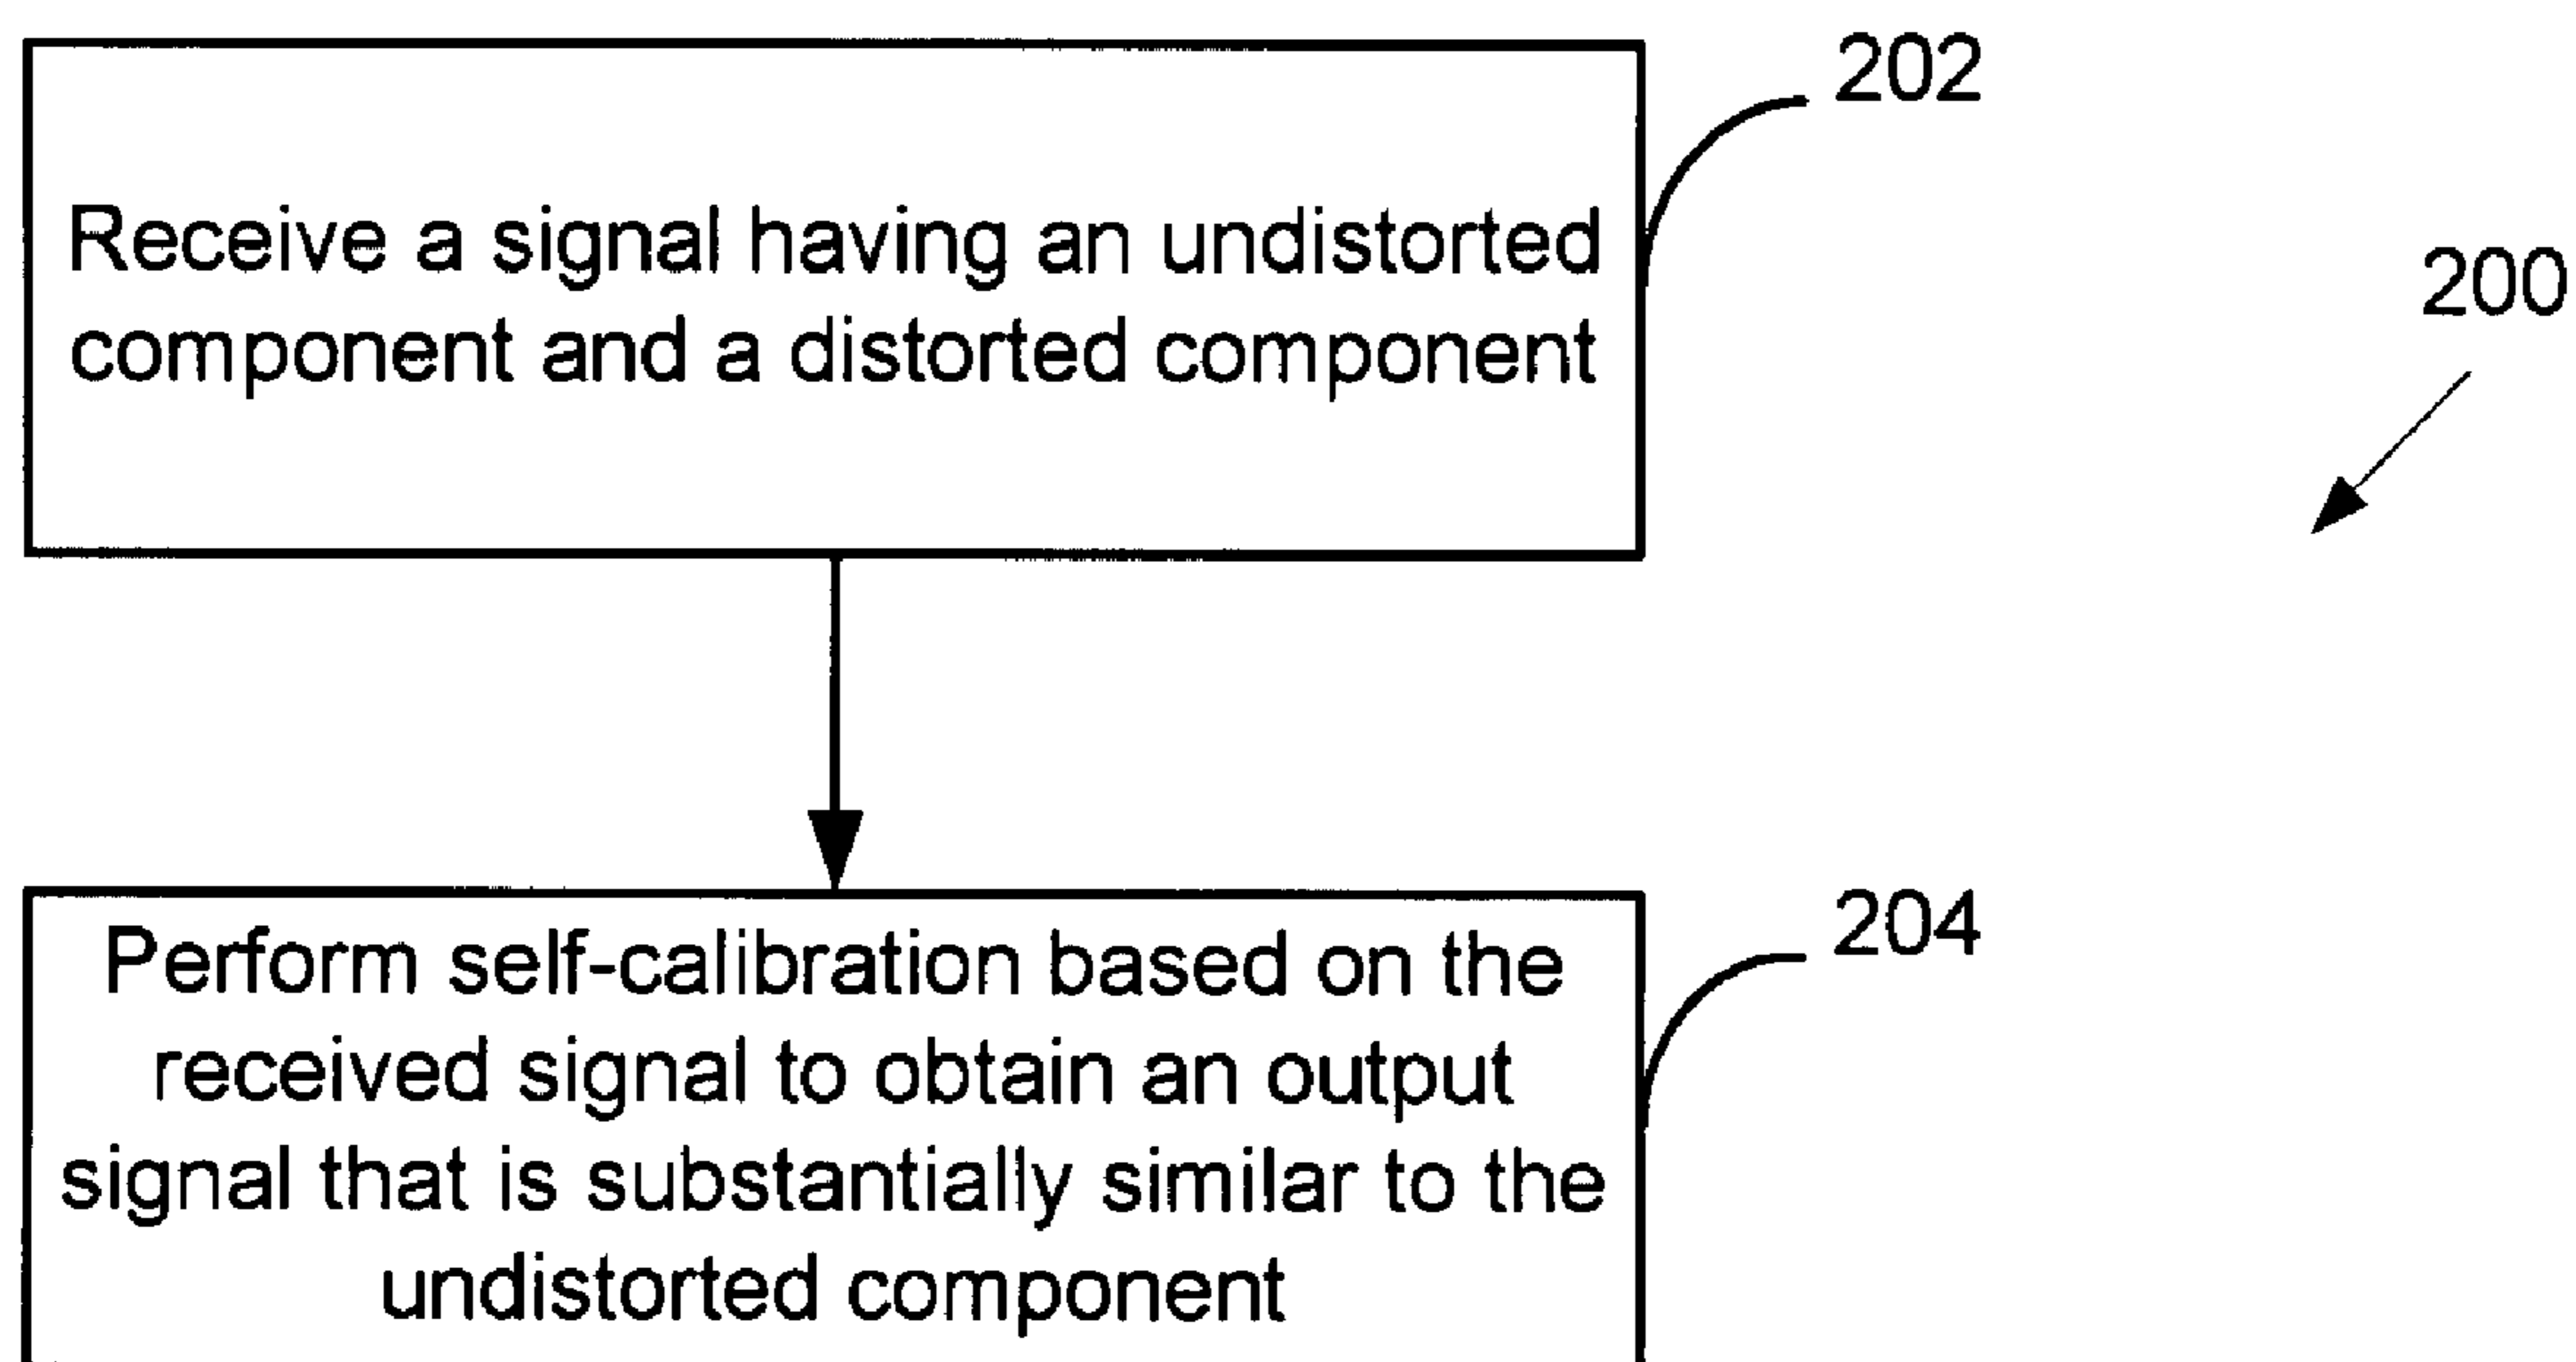 202
Receive a signal having an undistorted
component and a distorted component
200
204
Perform self-calibration based on the
received signal to obtain an output
signal that is substantially similar to the
undistorted component